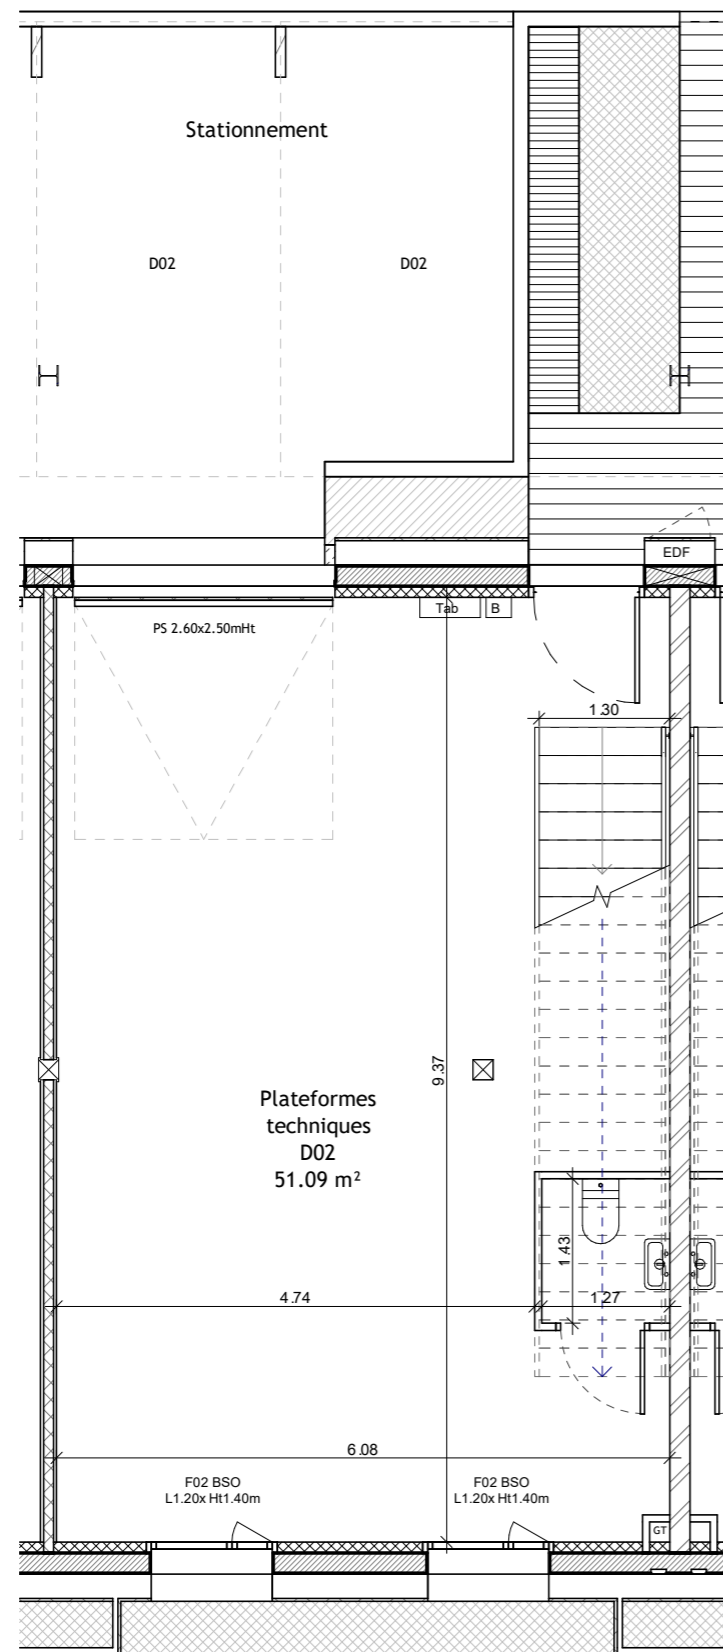 Stationnement
D02
D02
EDF
Tab
B
PS 2.60x2.50mHt
1.30
9.37
Plateformes
techniques
D02
51.09 m²
1.43
4.74
1.27
6.08
F02 BSO
L1.20x Ht1.40m
F02 BSO
L1.20x Ht1.40m
GT